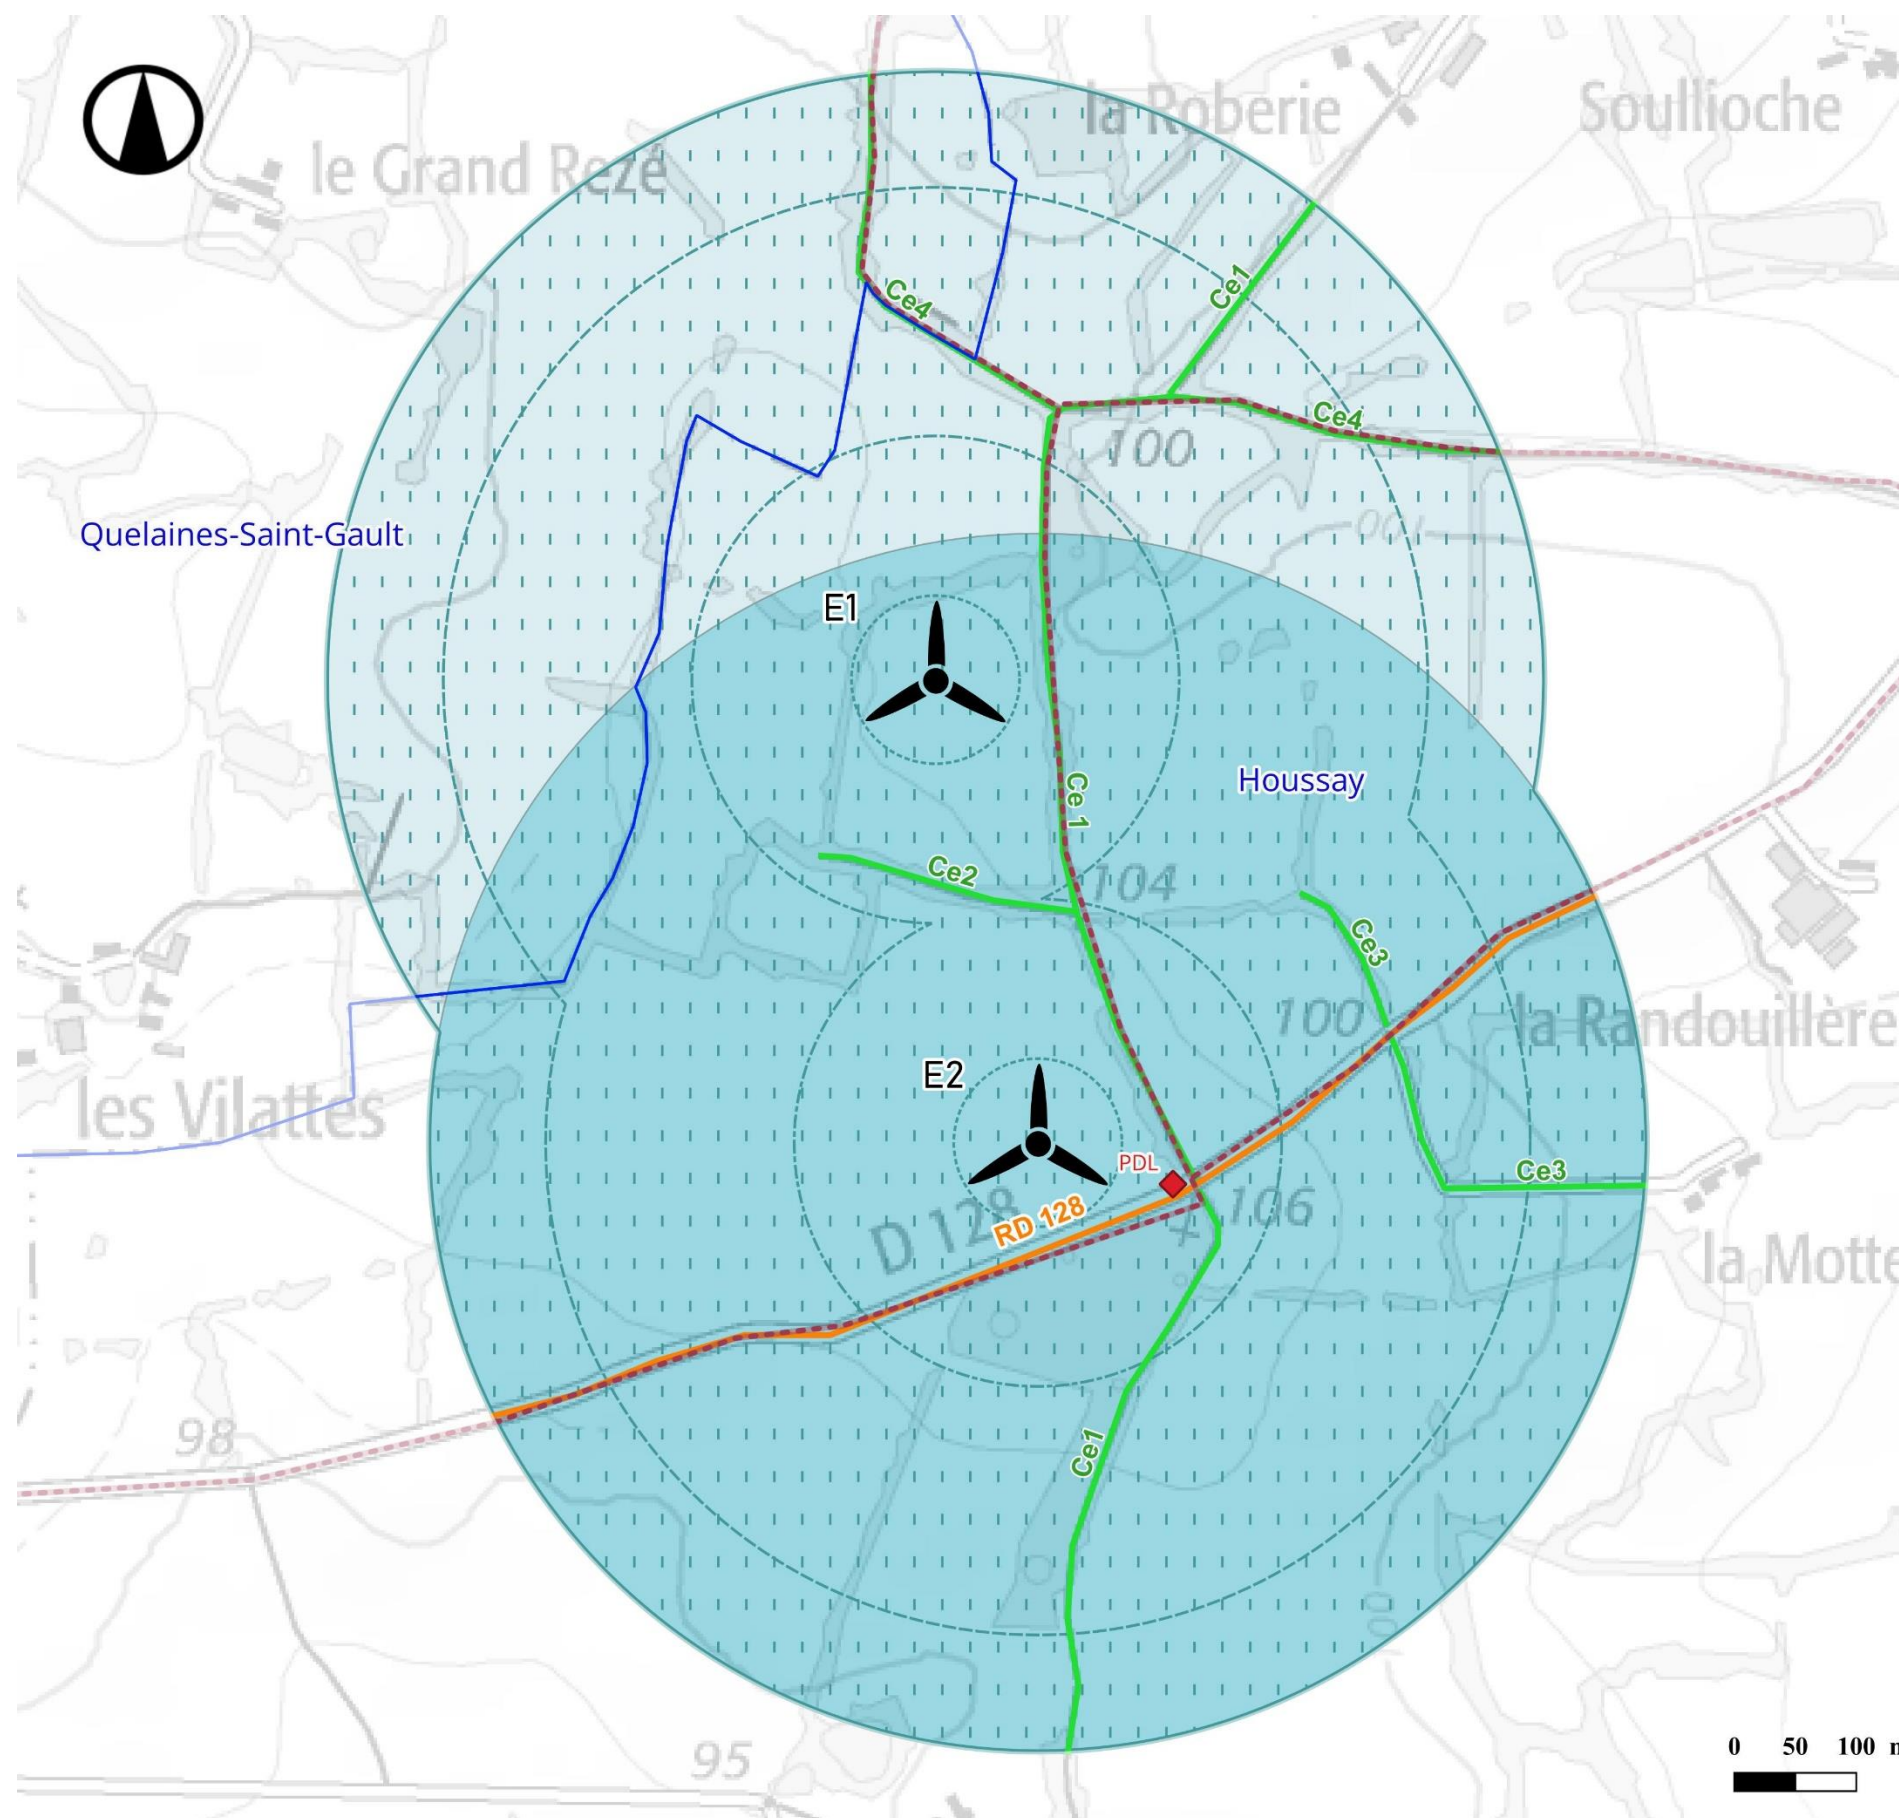 la Roberie
Soullioche
le Grand Rezé
Ce1
Ce4
Ce4
100
Quelaines-Saint-Gault
100
E1
Houssay
Ce 1
Ce2
104
Ce3
100
la Randouillère
E2
les Vilattes
PDL
Ce3
106
D 128
RD 128
la Motte
98
Ce1
95
0 50 100 m